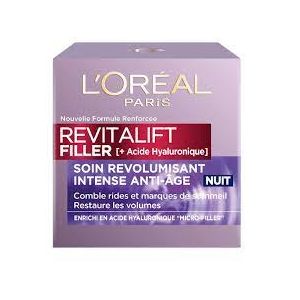 L'ORÉAL
PARIS
Nouvelle Formule Renforcée
REVITALIFT
FILLER [+ Acide Hyaluronique]
SOIN REVOLUMISANT
INTENSE ANTI-ÂGE NUIT
Comble rides et marques de sommeil
Restaure les volumes
ENRICHI EN ACIDE HYALURONIQUE "MICRO-FILLER"